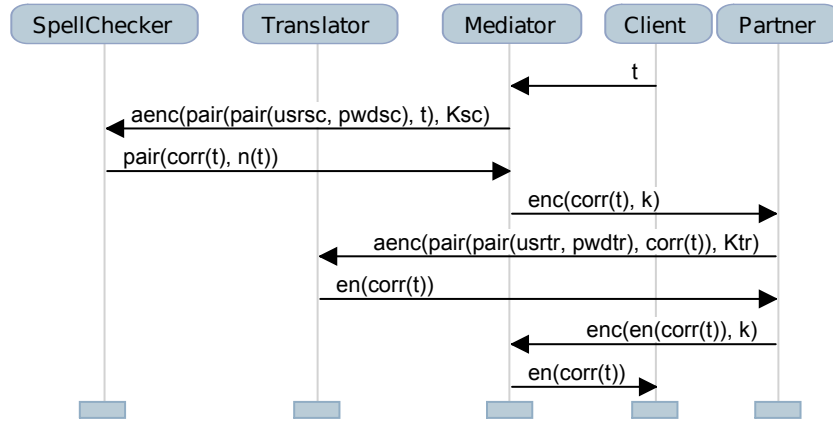 SpellChecker Translator Mediator Client Partner
t
aenc(pair(pair(usrsc, pwdsc), t), Ksc)
pair(corr(t), n(t))
enc(corr(t), k)
aenc(pair(pair(usrtr, pwdtr), corr(t)), Ktr)
en(corr(t))
enc(en(corr(t)), k)
en(corr(t))